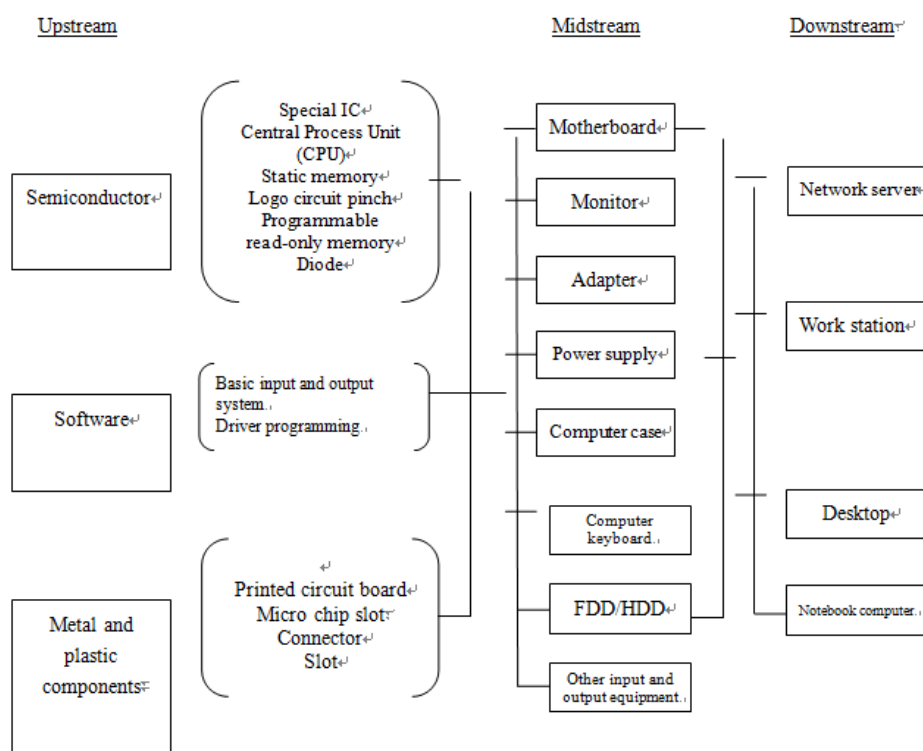 Upstream
Midstream
Downstream
Semiconductor
Special IC
Central Process Unit
(CPU)
Static memory
Logo circuit pinch
Programmable
read-only memory
Diode
Software
Basic input and output
system.
Driver programming.
Metal and
plastic
components
Printed circuit board
Micro chip slot
Connector
Slot
Motherboard
Monitor
Adapter
Power supply
Computer case
Computer
keyboard.
FDD/HDD
Other input and
output equipment.
Network server
Work station
Desktop
Notebook computer.